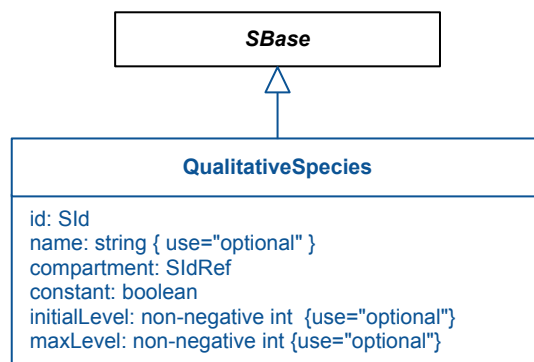 SBase
QualitativeSpecies
id: SId
name: string { use="optional" }
compartment: SIdRef
constant: boolean
initialLevel: non-negative int {use="optional"}
maxLevel: non-negative int {use="optional"}